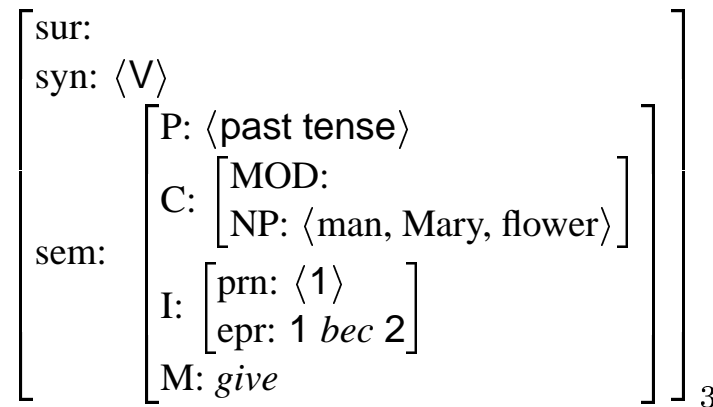 sur:
syn: ⟨V⟩
P: ⟨past tense⟩
C: MOD:
NP: ⟨man, Mary, flower⟩
sem:
I: prn: ⟨1⟩
epr: 1 bec 2
M: give
3